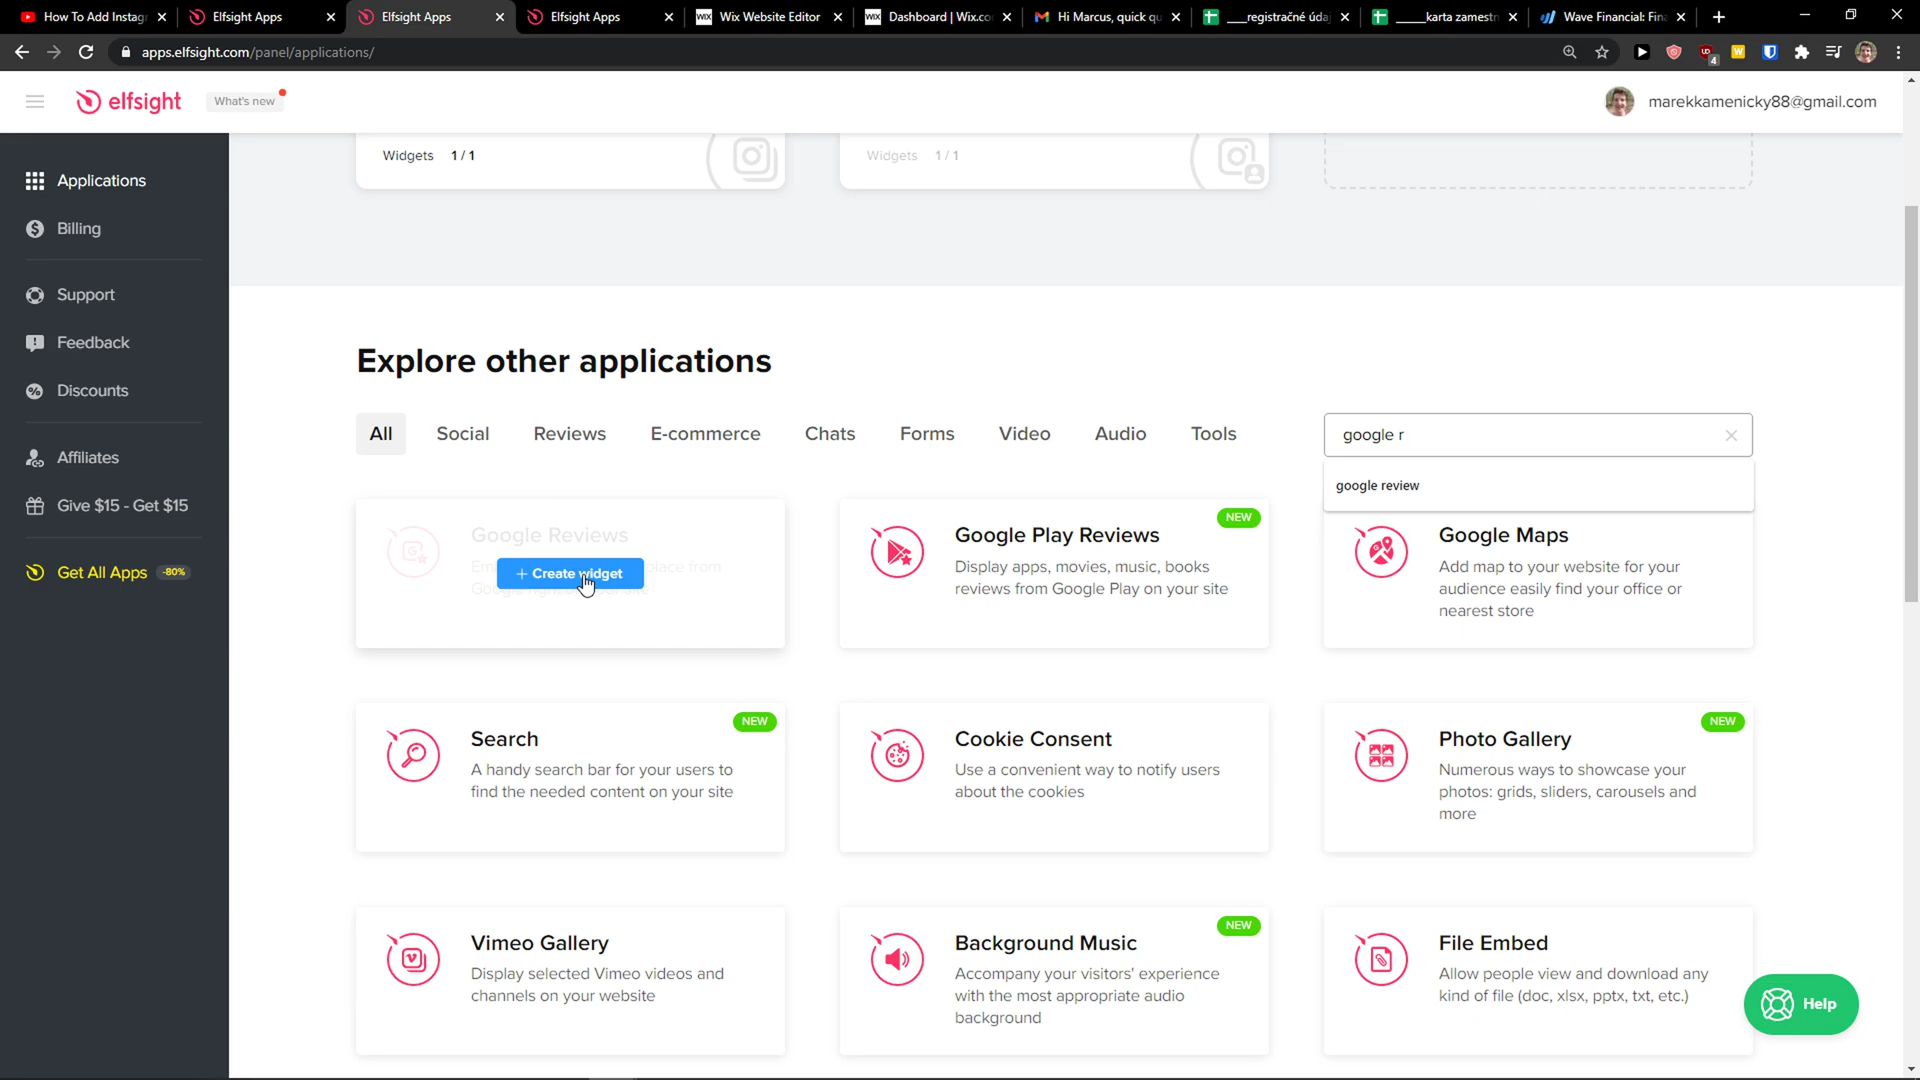 How To Add Instagr
Elfsight Apps
Elfsight Apps
Elfsight Apps
Wix Website Editor
Dashboard | Wix.co
Hi Marcus, quick qu
___registračné úda
____karta zamestn
Wave Financial: Fina
apps.elfsight.com/panel/applications/
4
elfsight
What's new
marekkamenicky88@gmail.com
Applications
Billing
Support
Feedback
Discounts
Affiliates
Give $15 - Get $15
Get All Apps -80%
Widgets 1 / 1
Widgets 1 / 1
Explore other applications
All Social Reviews E-commerce Chats Forms Video Audio Tools
google r
google review
Google Reviews
place from
+ Create widget
NEW
Google Play Reviews
Display apps, movies, music, books
reviews from Google Play on your site
Google Maps
Add map to your website for your
audience easily find your office or
nearest store
NEW
Search
A handy search bar for your users to
find the needed content on your site
Cookie Consent
Use a convenient way to notify users
about the cookies
NEW
Photo Gallery
Numerous ways to showcase your
photos: grids, sliders, carousels and
more
Vimeo Gallery
Display selected Vimeo videos and
channels on your website
NEW
Background Music
Accompany your visitors' experience
with the most appropriate audio
background
File Embed
Allow people view and download any
kind of file (doc, xlsx, pptx, txt, etc.)
Help